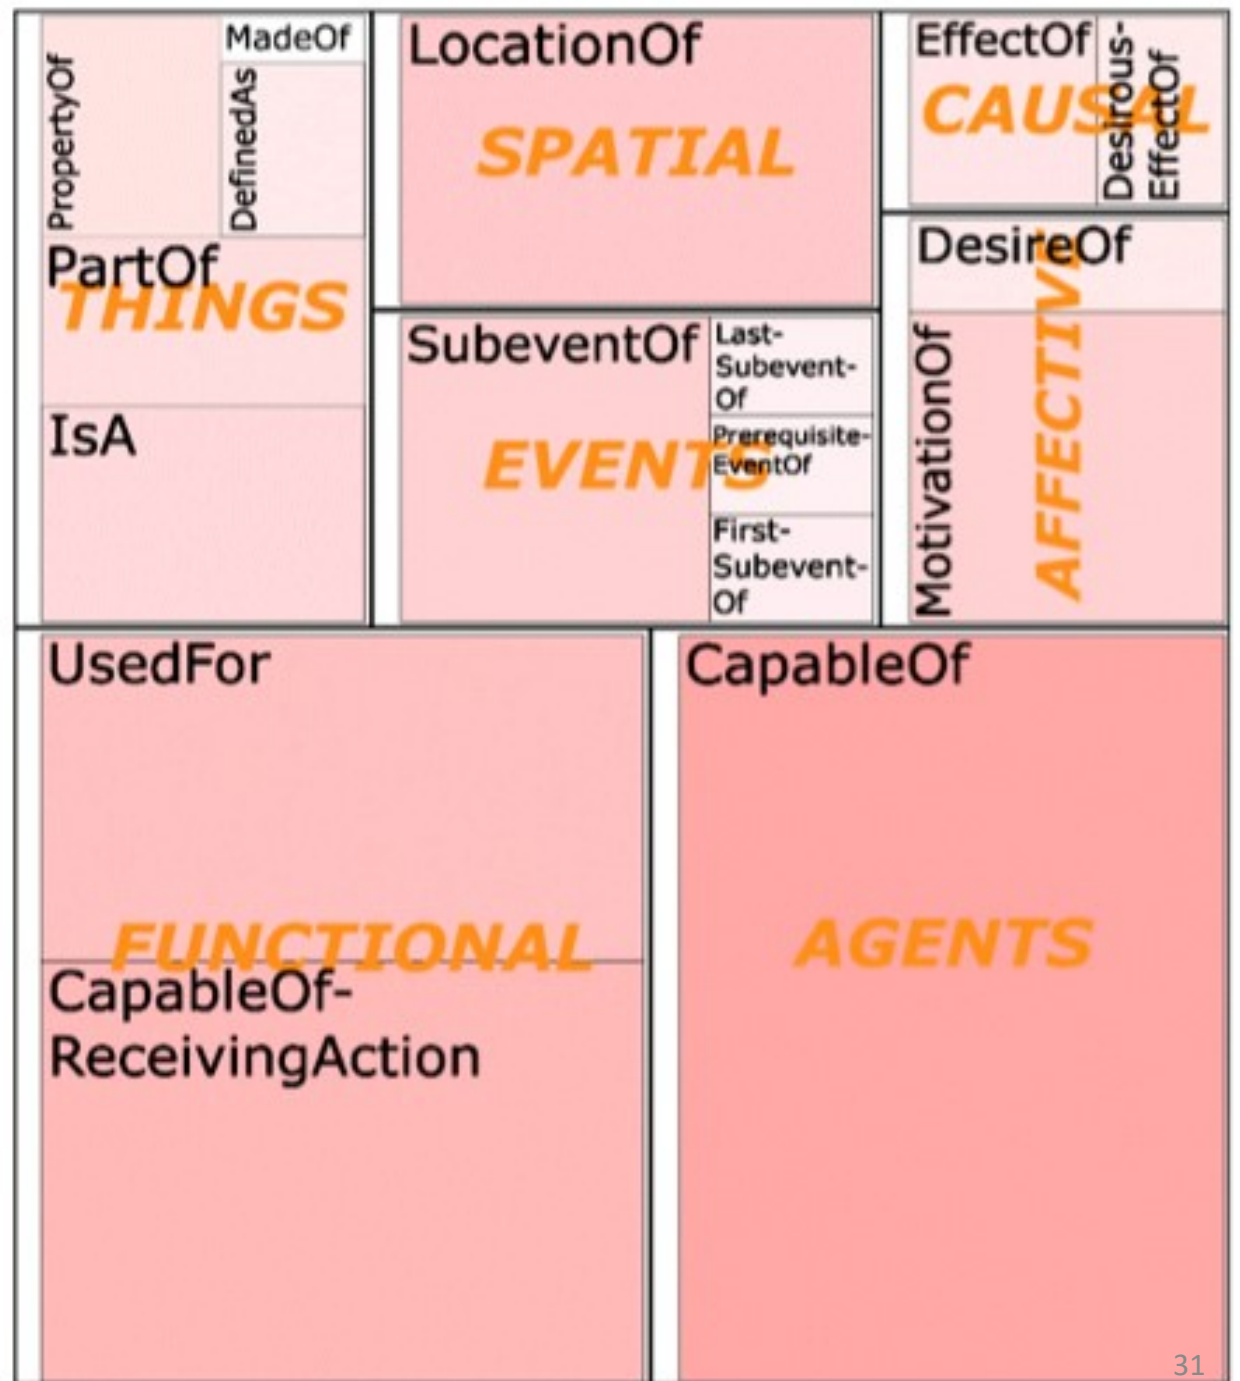 PropertyOf
MadeOf
DefinedAs
PartOf
THINGS
IsA
LocationOf
SPATIAL
SubeventOf
EVENTS
Last-
Subevent-
Of
Prerequisite-
EventOf
First-
Subevent-
Of
EffectOf
CAUSAL
Desirous-
EffectOf
DesireOf
AFFECTIVE
MotivationOf
UsedFor
FUNCTIONAL
CapableOf-
ReceivingAction
CapableOf
AGENTS
31